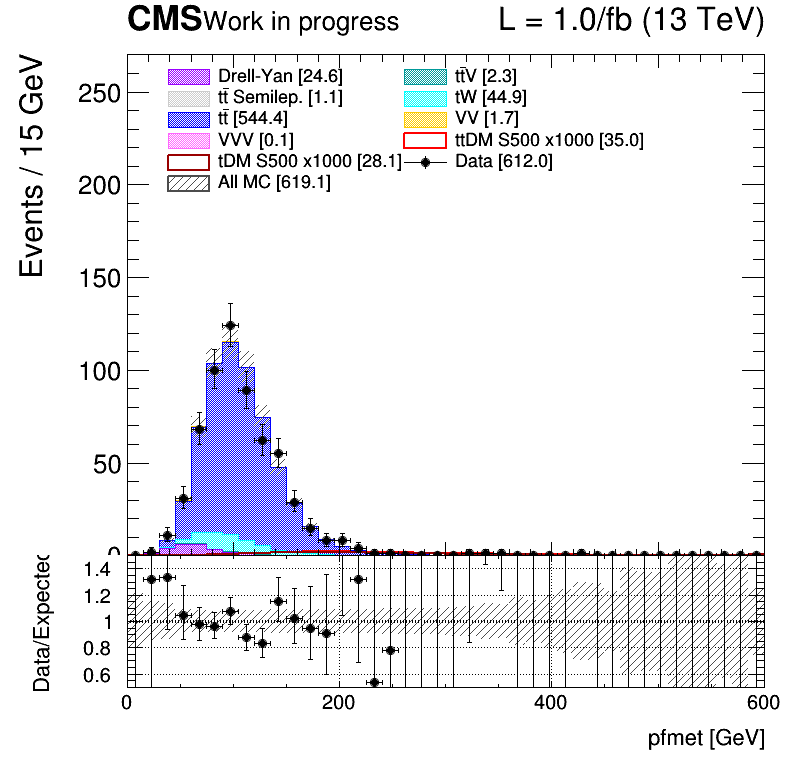 CMS Work in progress L = 1.0/fb (13 TeV)
Events / 15 GeV
250
200
150
100
50
0
Drell-Yan [24.6]
tt̄V [2.3]
tt̄ Semilep. [1.1]
tW [44.9]
tt̄ [544.4]
VV [1.7]
VVV [0.1]
ttDM S500 x1000 [35.0]
tDM S500 x1000 [28.1]
Data [612.0]
All MC [619.1]
Data/Expected
1.4
1.2
1
0.8
0.6
0 200 400 600
pfmet [GeV]